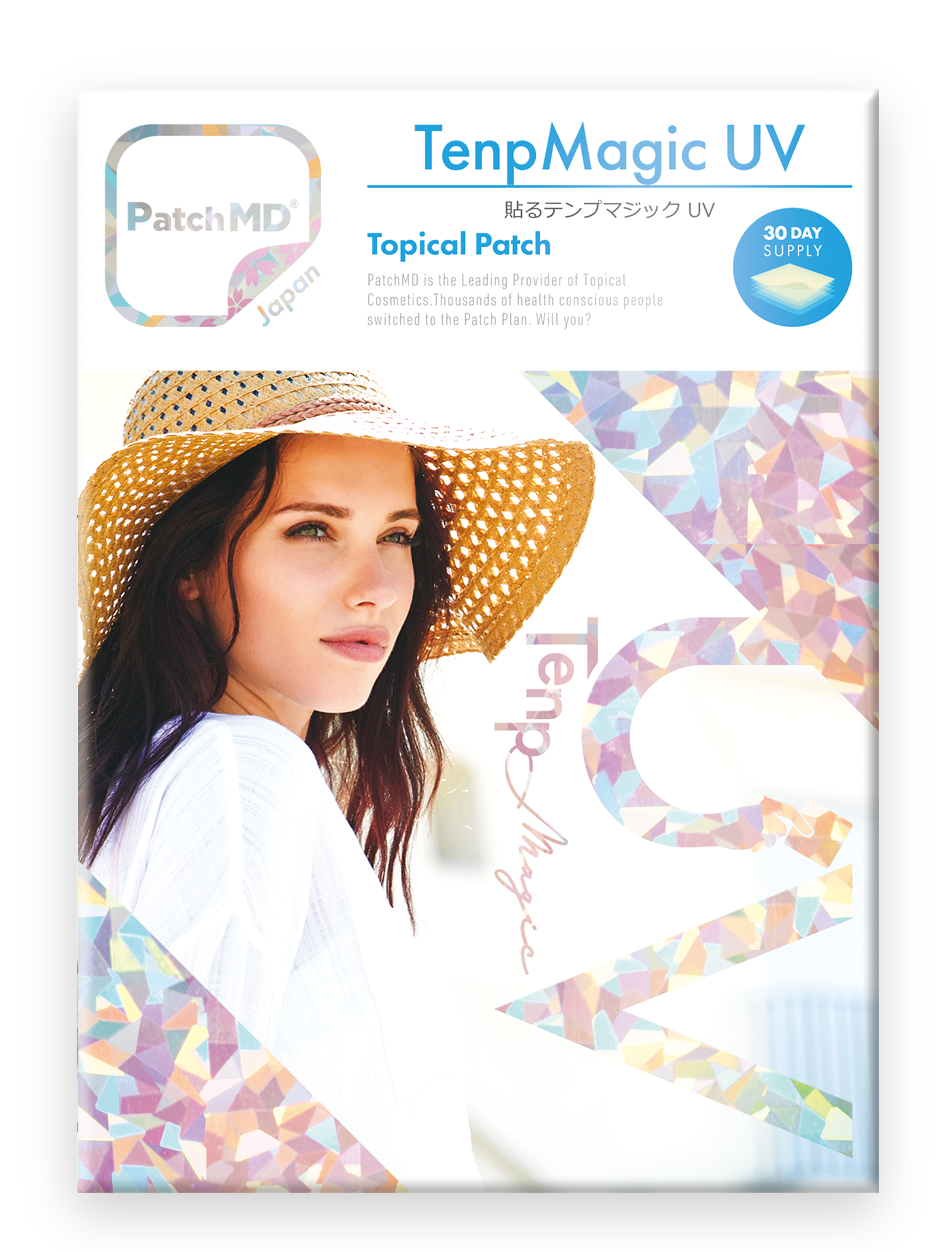 PatchMD®
Japan
TenpMagic UV
貼るテンプマジック UV
Topical Patch
PatchMD is the Leading Provider of Topical
Cosmetics.Thousands of health conscious people
switched to the Patch Plan. Will you?
30 DAY
SUPPLY
TenpMagic
UV